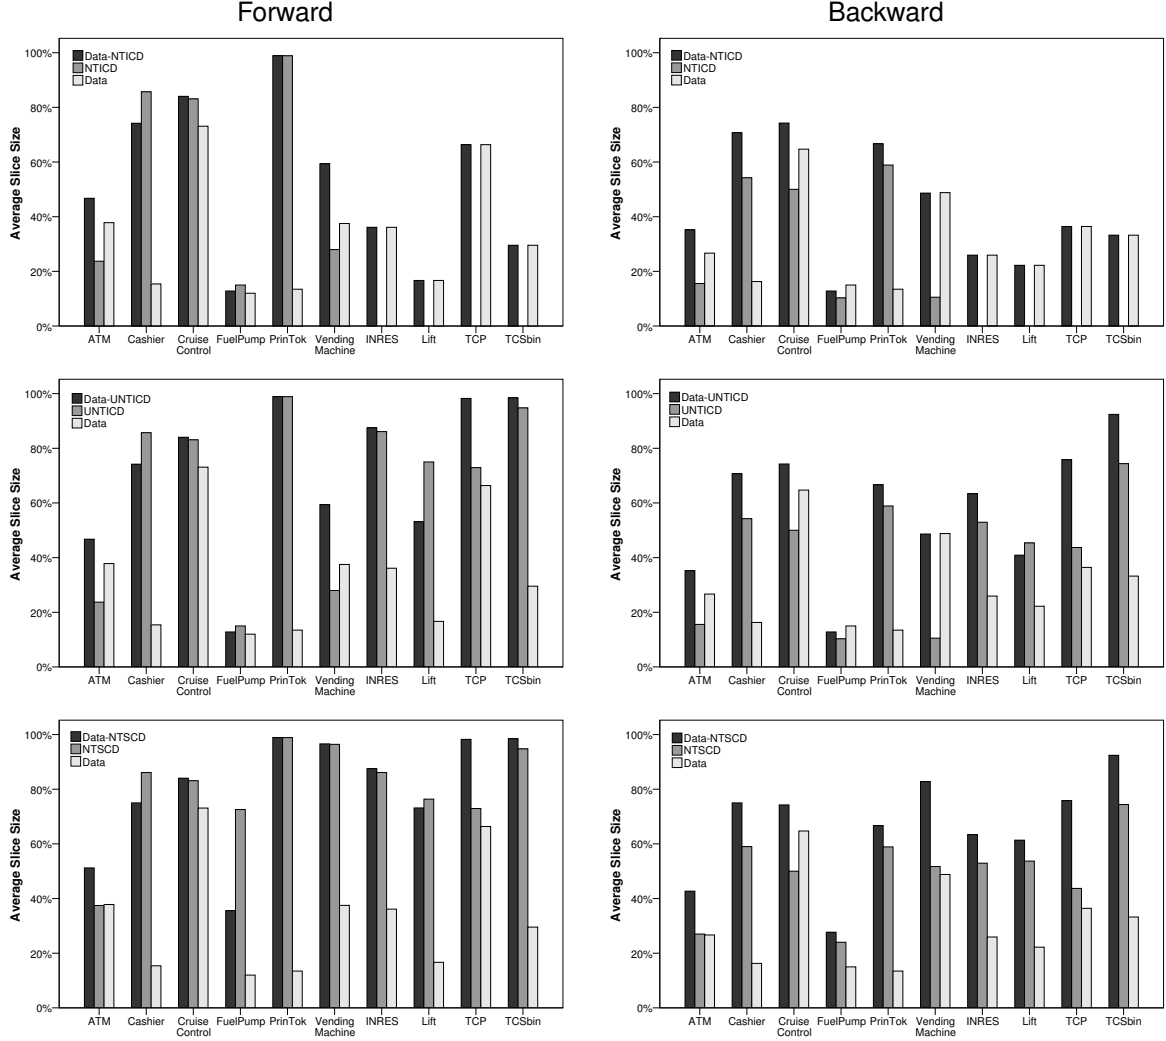 Forward
Backward
Average Slice Size
100%
80%
60%
40%
20%
0%
Data-NTICD
NTICD
Data
ATM Cashier Cruise Control FuelPump PrinTok Vending Machine INRES Lift TCP TCSbin
Average Slice Size
100%
80%
60%
40%
20%
0%
Data-NTICD
NTICD
Data
ATM Cashier Cruise Control FuelPump PrinTok Vending Machine INRES Lift TCP TCSbin
Average Slice Size
100%
80%
60%
40%
20%
0%
Data-UNTICD
UNTICD
Data
ATM Cashier Cruise Control FuelPump PrinTok Vending Machine INRES Lift TCP TCSbin
Average Slice Size
100%
80%
60%
40%
20%
0%
Data-UNTICD
UNTICD
Data
ATM Cashier Cruise Control FuelPump PrinTok Vending Machine INRES Lift TCP TCSbin
Average Slice Size
100%
80%
60%
40%
20%
0%
Data-NTSCD
NTSCD
Data
ATM Cashier Cruise Control FuelPump PrinTok Vending Machine INRES Lift TCP TCSbin
Average Slice Size
100%
80%
60%
40%
20%
0%
Data-NTSCD
NTSCD
Data
ATM Cashier Cruise Control FuelPump PrinTok Vending Machine INRES Lift TCP TCSbin